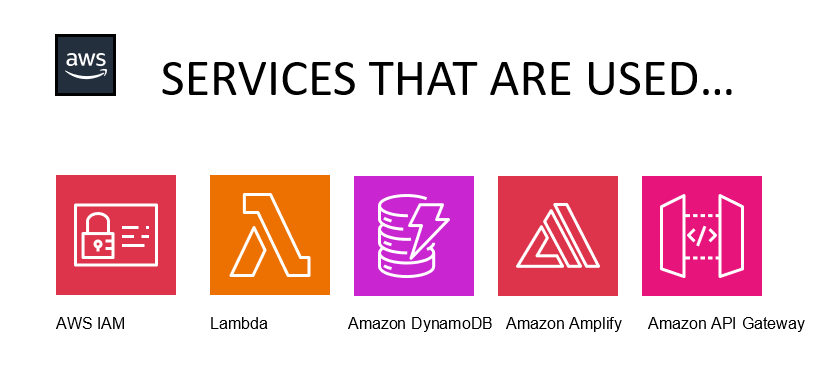 aws
SERVICES THAT ARE USED...
</>
AWS IAM
Lambda
Amazon DynamoDB
Amazon Amplify
Amazon API Gateway